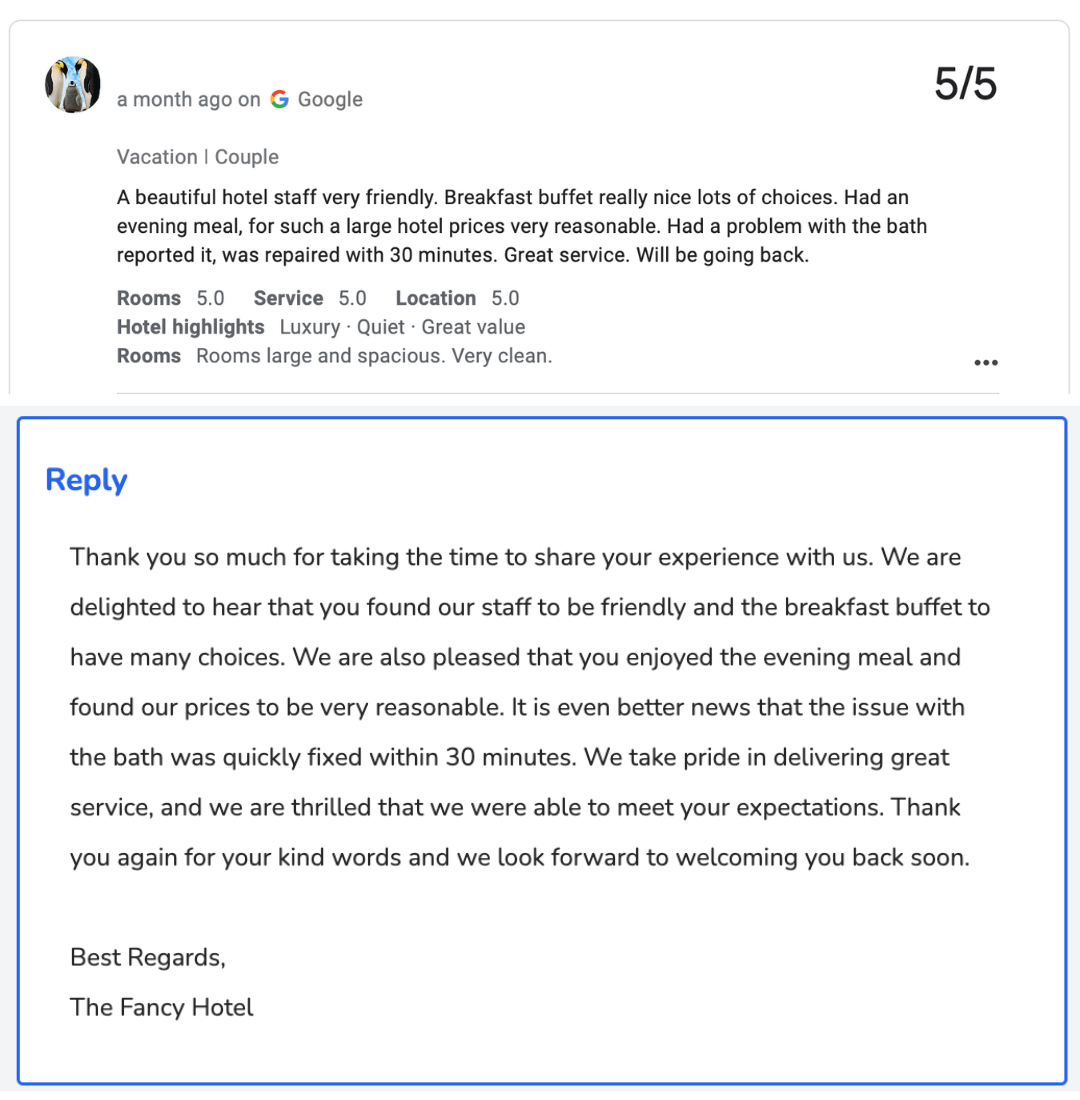 a month ago on Google
5/5
Vacation | Couple
A beautiful hotel staff very friendly. Breakfast buffet really nice lots of choices. Had an
evening meal, for such a large hotel prices very reasonable. Had a problem with the bath
reported it, was repaired with 30 minutes. Great service. Will be going back.
Rooms 5.0 Service 5.0 Location 5.0
Hotel highlights Luxury · Quiet · Great value
Rooms Rooms large and spacious. Very clean.
Reply
Thank you so much for taking the time to share your experience with us. We are
delighted to hear that you found our staff to be friendly and the breakfast buffet to
have many choices. We are also pleased that you enjoyed the evening meal and
found our prices to be very reasonable. It is even better news that the issue with
the bath was quickly fixed within 30 minutes. We take pride in delivering great
service, and we are thrilled that we were able to meet your expectations. Thank
you again for your kind words and we look forward to welcoming you back soon.
Best Regards,
The Fancy Hotel